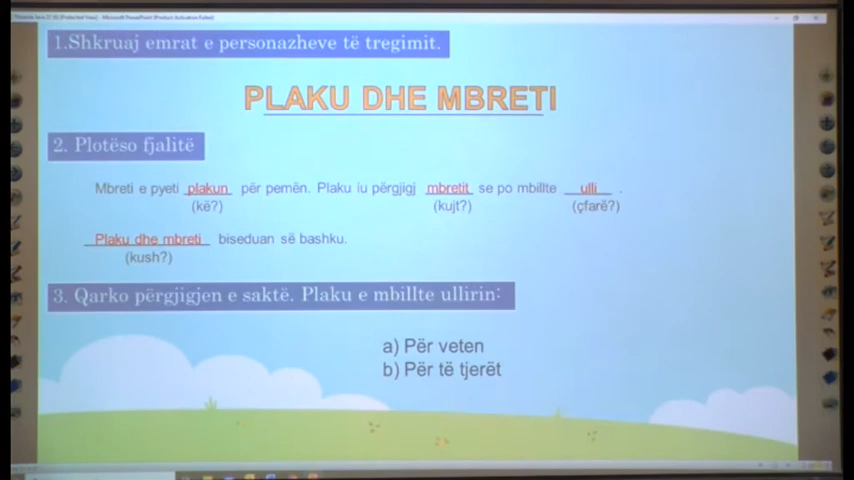 1.Shkruaj emrat e personazheve të tregimit.
PLAKU DHE MBRETI
2. Plotëso fjalitë
Mbreti e pyeti plakun për pemën. Plaku iu përgjigj mbretit se po mbillte ulli .
(kë?) (kujt?) (çfarë?)
Plaku dhe mbreti biseduan së bashku.
(kush?)
3. Qarko përgjigjen e saktë. Plaku e mbillte ullirin:
a) Për veten
b) Për të tjerët